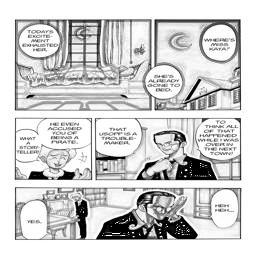 WHERE'S
MISS
KAYA?
SHE'S
ALREADY
GONE TO
BED.
TODAY'S
EXCITE-
MENT
EXHAUSTED
HER.
TO
THINK ALL
OF THAT
HAPPENED
WHILE I WAS
OVER IN
THE NEXT
TOWN!
THAT
USOPP IS A
TROUBLE-
MAKER.
HE EVEN
ACCUSED
YOU OF
BEING A
PIRATE.
WHAT
A
STORY-
TELLER!
HEH
HEH...
YES,